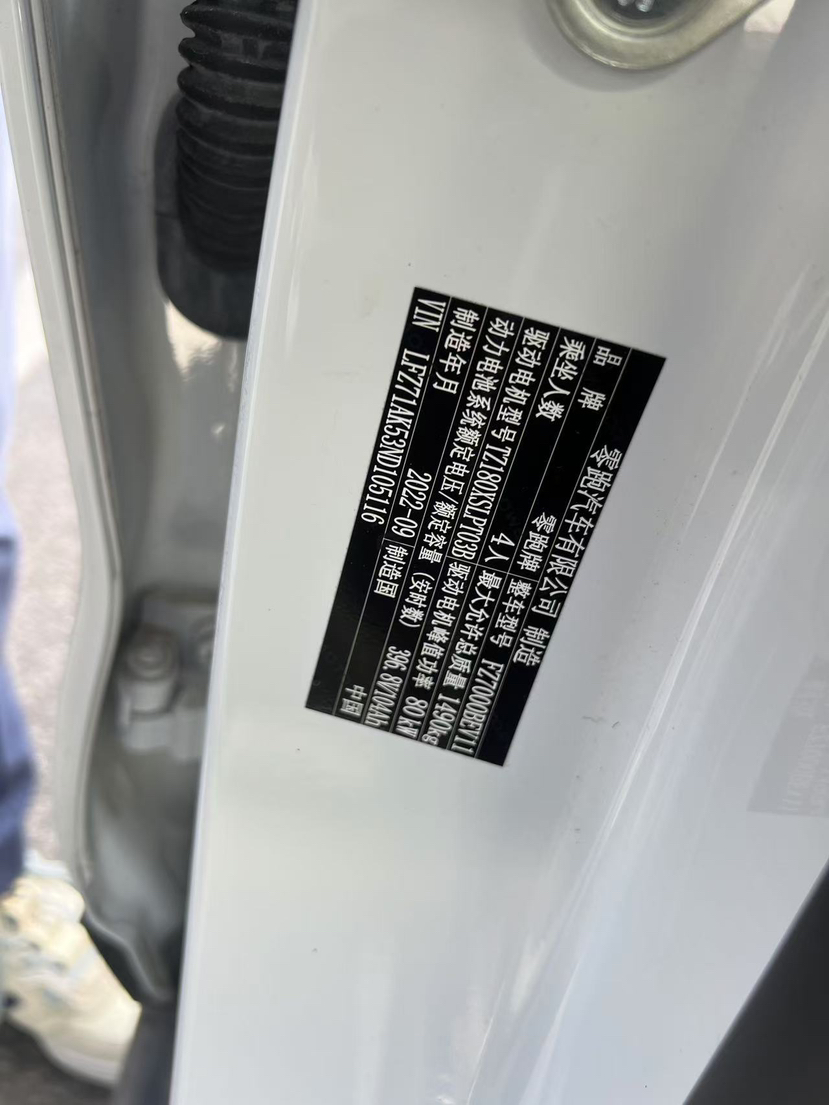 零跑汽车有限公司 制造
品 牌 零跑牌 整车型号 FZ7000BEV11
乘坐人数 4人 最大允许总质量 1490kg
驱动电机型号 TZ180XSLP103B 驱动电机峰值功率 80kW
动力电池系统额定电压/额定容量（安时数） 396.8V/104Ah
制造年月 2022-09 制造国 中国
VIN LFZ71AK53ND105116